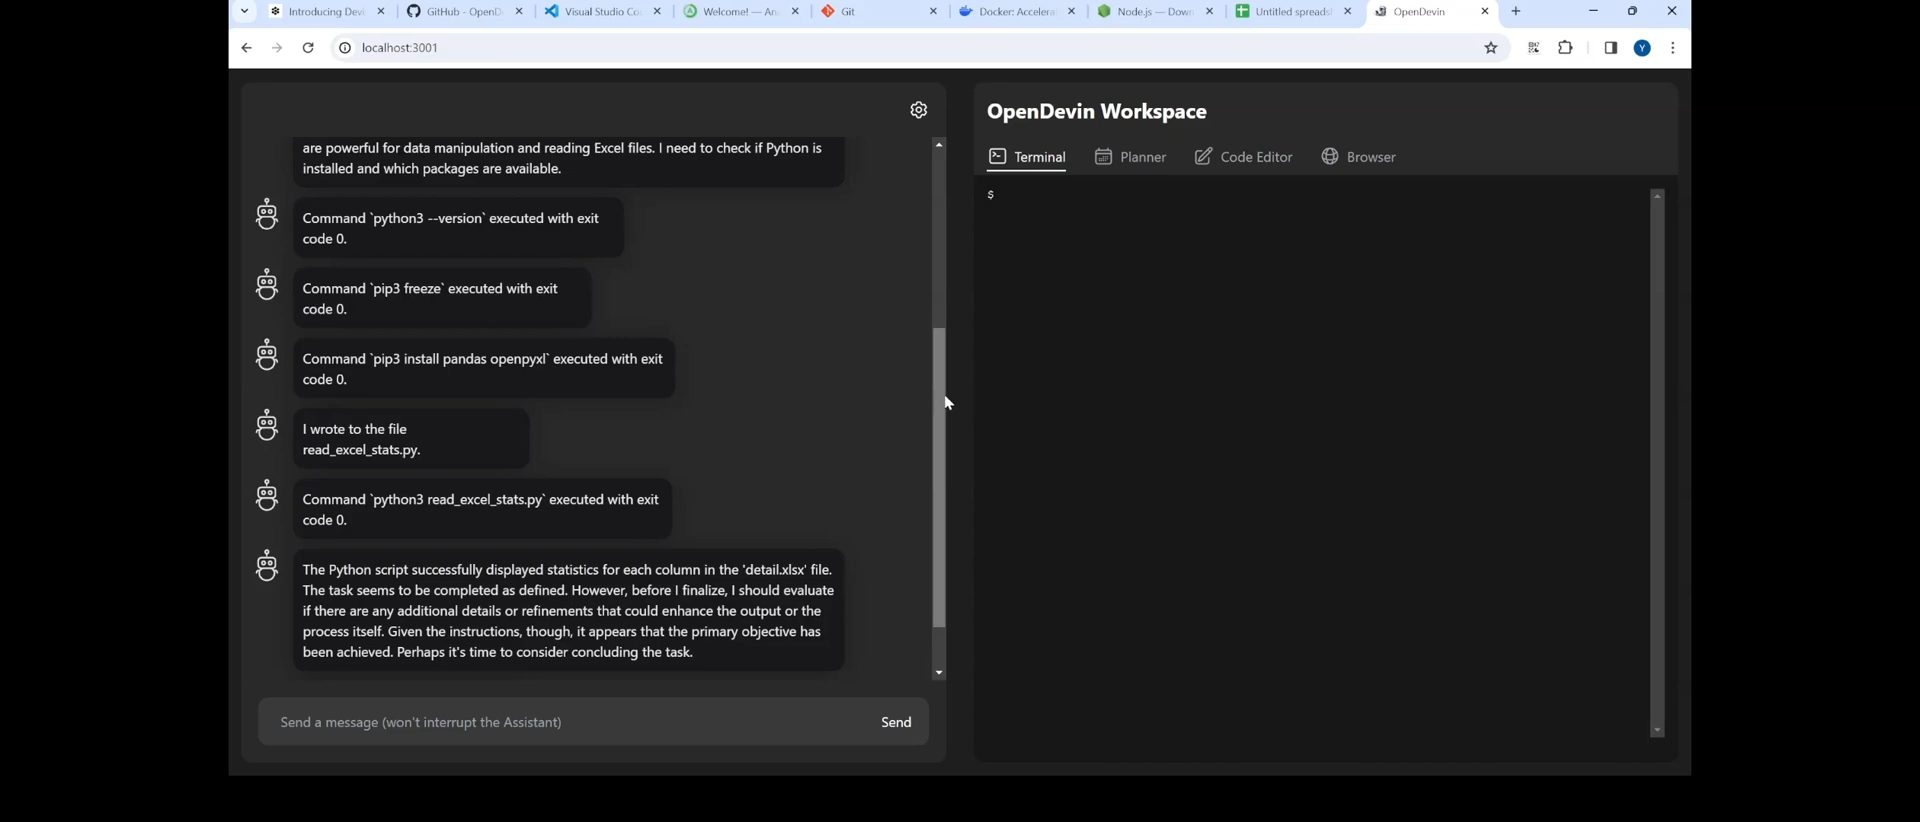 Introducing Devi
GitHub - OpenD
Visual Studio Co
Welcome! — An
Git
Docker: Accelera
Node.js — Down
Untitled spreads
OpenDevin
localhost:3001
Y
are powerful for data manipulation and reading Excel files. I need to check if Python is
installed and which packages are available.
Command `python3 --version` executed with exit
code 0.
Command `pip3 freeze` executed with exit
code 0.
Command `pip3 install pandas openpyxl` executed with exit
code 0.
I wrote to the file
read_excel_stats.py.
Command `python3 read_excel_stats.py` executed with exit
code 0.
The Python script successfully displayed statistics for each column in the 'detail.xlsx' file.
The task seems to be completed as defined. However, before I finalize, I should evaluate
if there are any additional details or refinements that could enhance the output or the
process itself. Given the instructions, though, it appears that the primary objective has
been achieved. Perhaps it's time to consider concluding the task.
Send a message (won't interrupt the Assistant)
Send
OpenDevin Workspace
Terminal
Planner
Code Editor
Browser
$